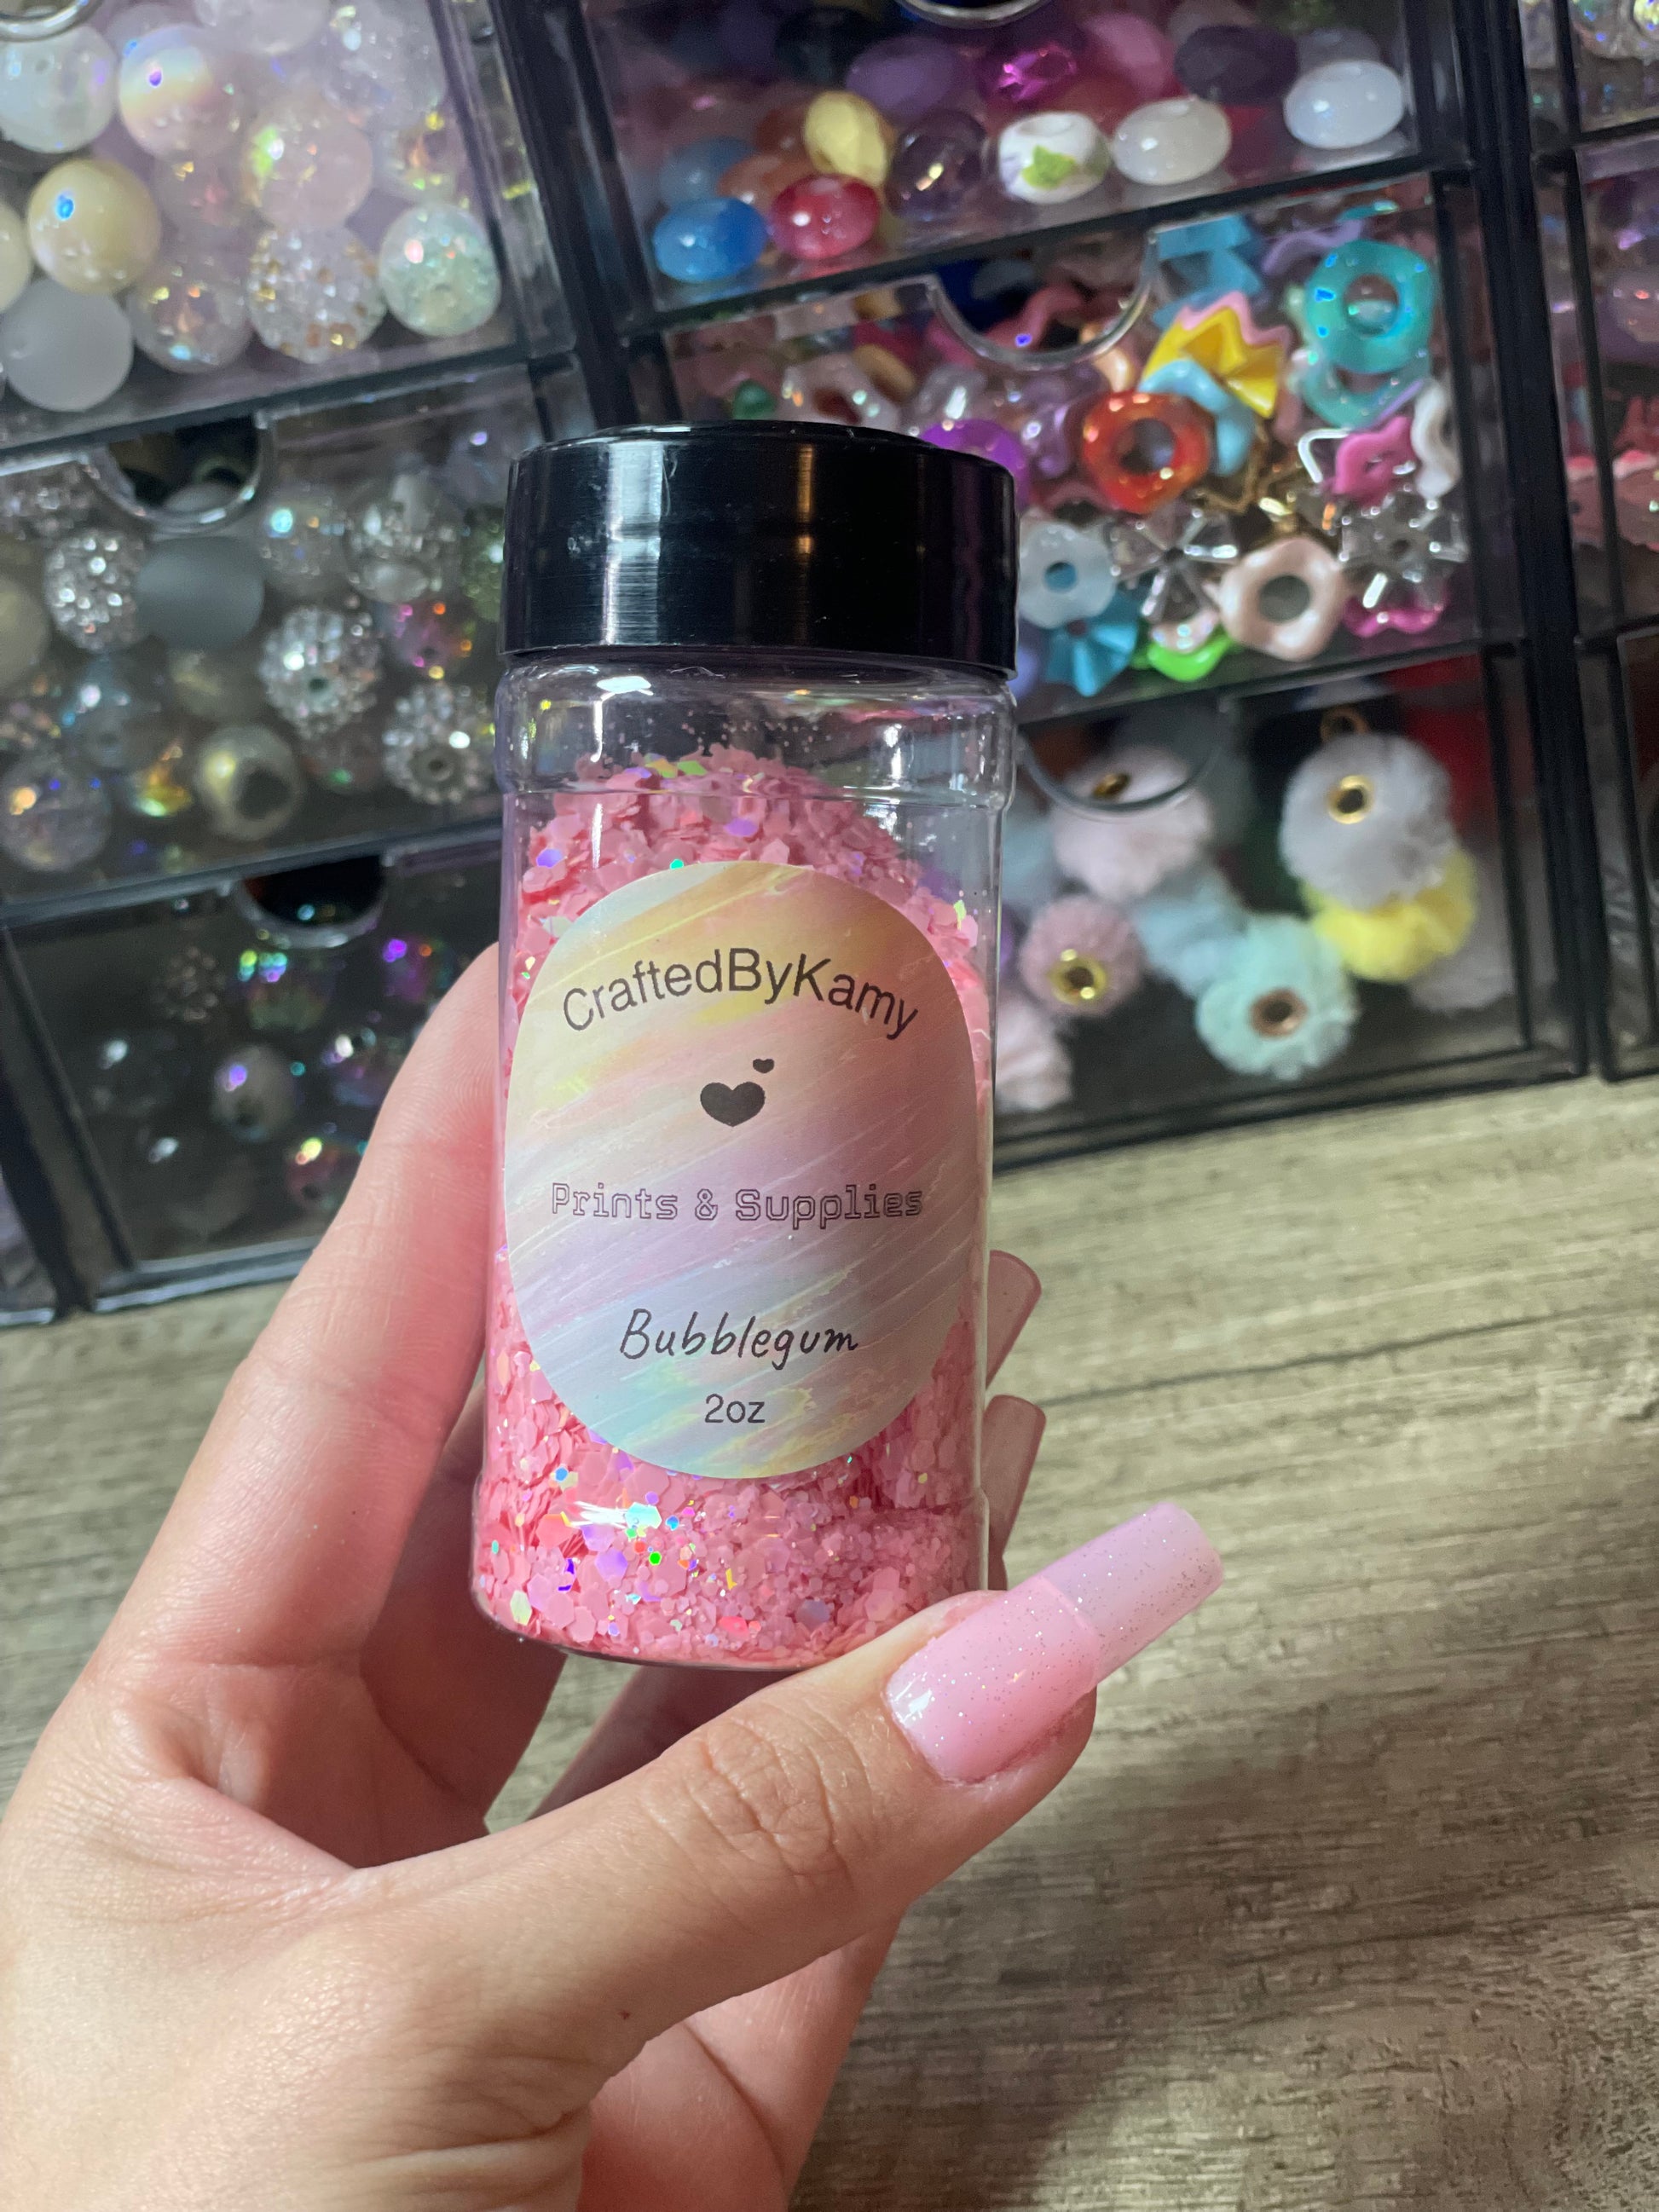 CraftedByKamy
Prints & Supplies
Bubblegum
2oz